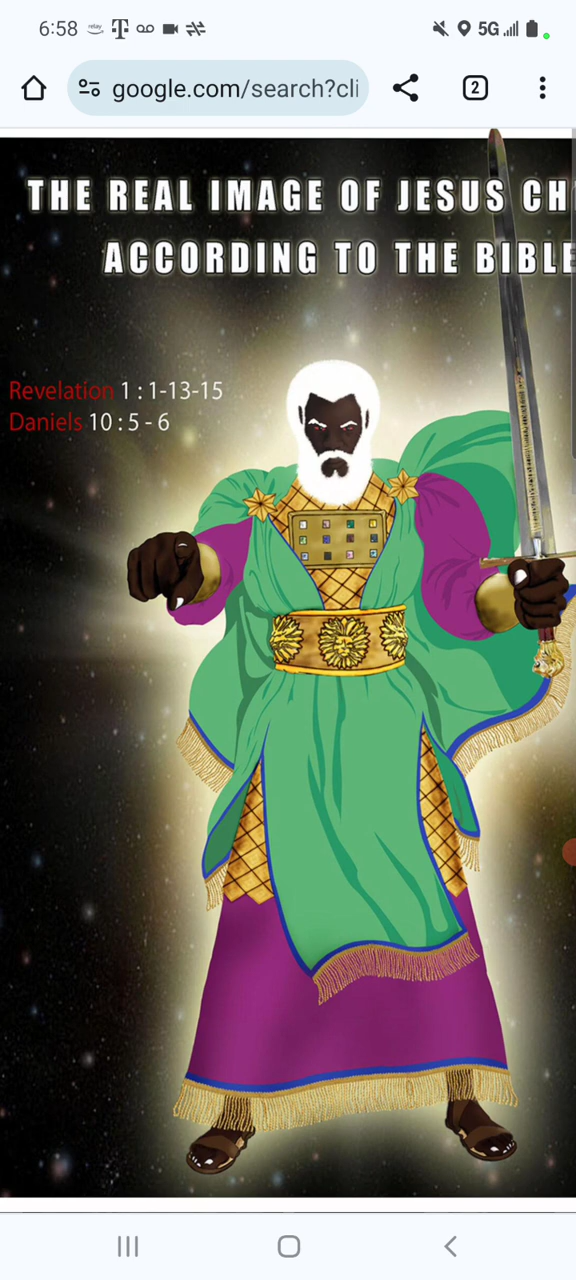 6:58 relay T 5G
google.com/search?cli
2
THE REAL IMAGE OF JESUS CH
ACCORDING TO THE BIBLE
Revelation 1 : 1-13-15
Daniels 10 : 5 - 6